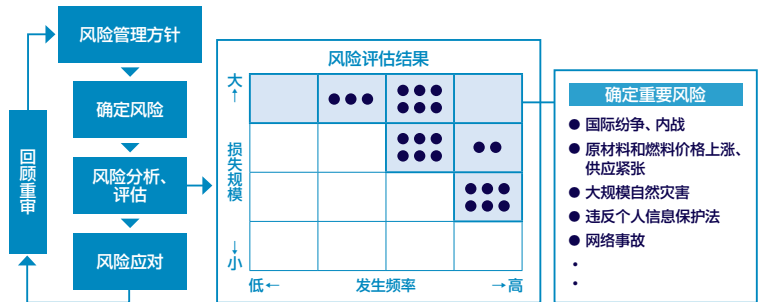 风险管理方针
确定风险
风险分析、
评估
风险应对
回顾重审
风险评估结果
大
↑
损失规模
↓
小
低←
发生频率
→高
确定重要风险
● 国际纷争、内战
● 原材料和燃料价格上涨、
供应紧张
● 大规模自然灾害
● 违反个人信息保护法
● 网络事故
·
·